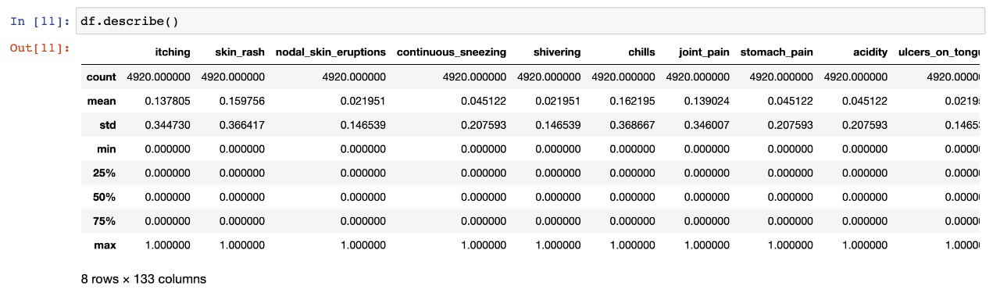 In [11]: df.describe()
Out[11]:
itching skin_rash nodal_skin_eruptions continuous_sneezing shivering chills joint_pain stomach_pain acidity ulcers_on_tongu
count 4920.000000 4920.000000 4920.000000 4920.000000 4920.000000 4920.000000 4920.000000 4920.000000 4920.000000 4920.0000
mean 0.137805 0.159756 0.021951 0.045122 0.021951 0.162195 0.139024 0.045122 0.045122 0.0219
std 0.344730 0.366417 0.146539 0.207593 0.146539 0.368667 0.346007 0.207593 0.207593 0.1465
min 0.000000 0.000000 0.000000 0.000000 0.000000 0.000000 0.000000 0.000000 0.000000 0.0000
25% 0.000000 0.000000 0.000000 0.000000 0.000000 0.000000 0.000000 0.000000 0.000000 0.0000
50% 0.000000 0.000000 0.000000 0.000000 0.000000 0.000000 0.000000 0.000000 0.000000 0.0000
75% 0.000000 0.000000 0.000000 0.000000 0.000000 0.000000 0.000000 0.000000 0.000000 0.0000
max 1.000000 1.000000 1.000000 1.000000 1.000000 1.000000 1.000000 1.000000 1.000000 1.0000
8 rows × 133 columns